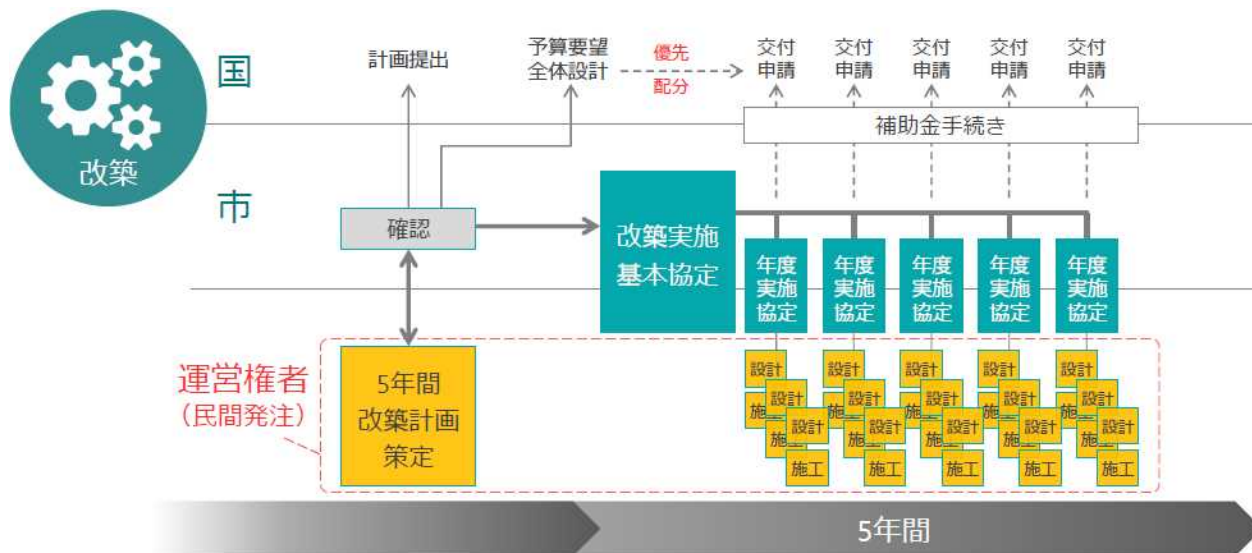 改築
国
計画提出
予算要望
全体設計
優先
配分
交付
申請
交付
申請
交付
申請
交付
申請
交付
申請
補助金手続き
市
確認
改築実施
基本協定
年度
実施
協定
年度
実施
協定
年度
実施
協定
年度
実施
協定
年度
実施
協定
運営権者
（民間発注）
5年間
改築計画
策定
設計
施工
設計
施工
設計
施工
設計
施工
設計
施工
設計
施工
設計
施工
設計
施工
設計
施工
設計
施工
設計
施工
設計
施工
設計
施工
設計
施工
設計
施工
5年間